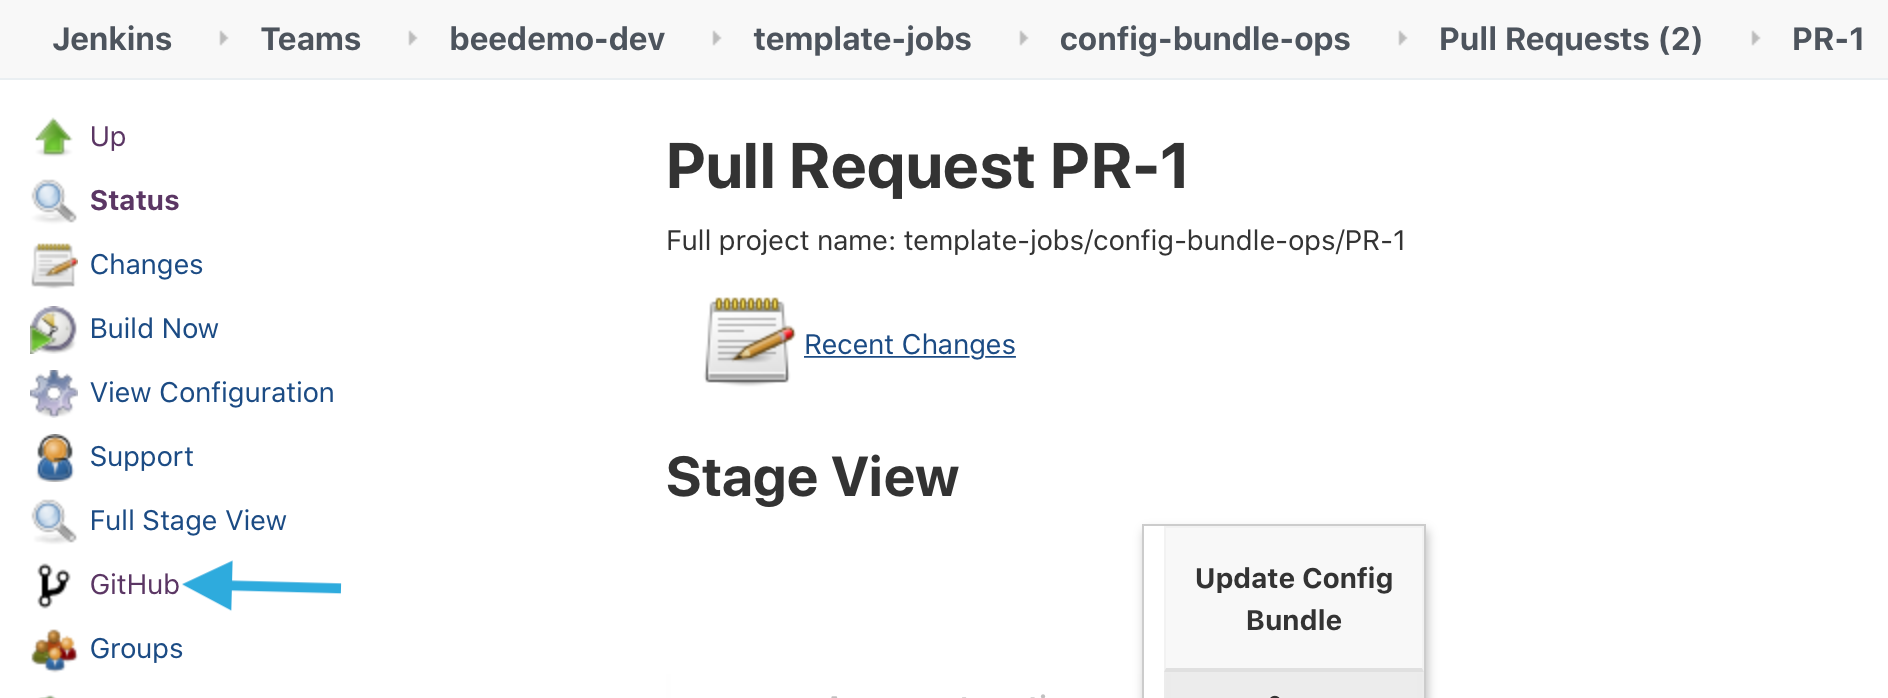 Jenkins Teams beedemo-dev template-jobs config-bundle-ops Pull Requests (2) PR-1
Up
Status
Changes
Build Now
View Configuration
Support
Full Stage View
GitHub
Groups
Pull Request PR-1
Full project name: template-jobs/config-bundle-ops/PR-1
Recent Changes
Stage View
Update Config
Bundle